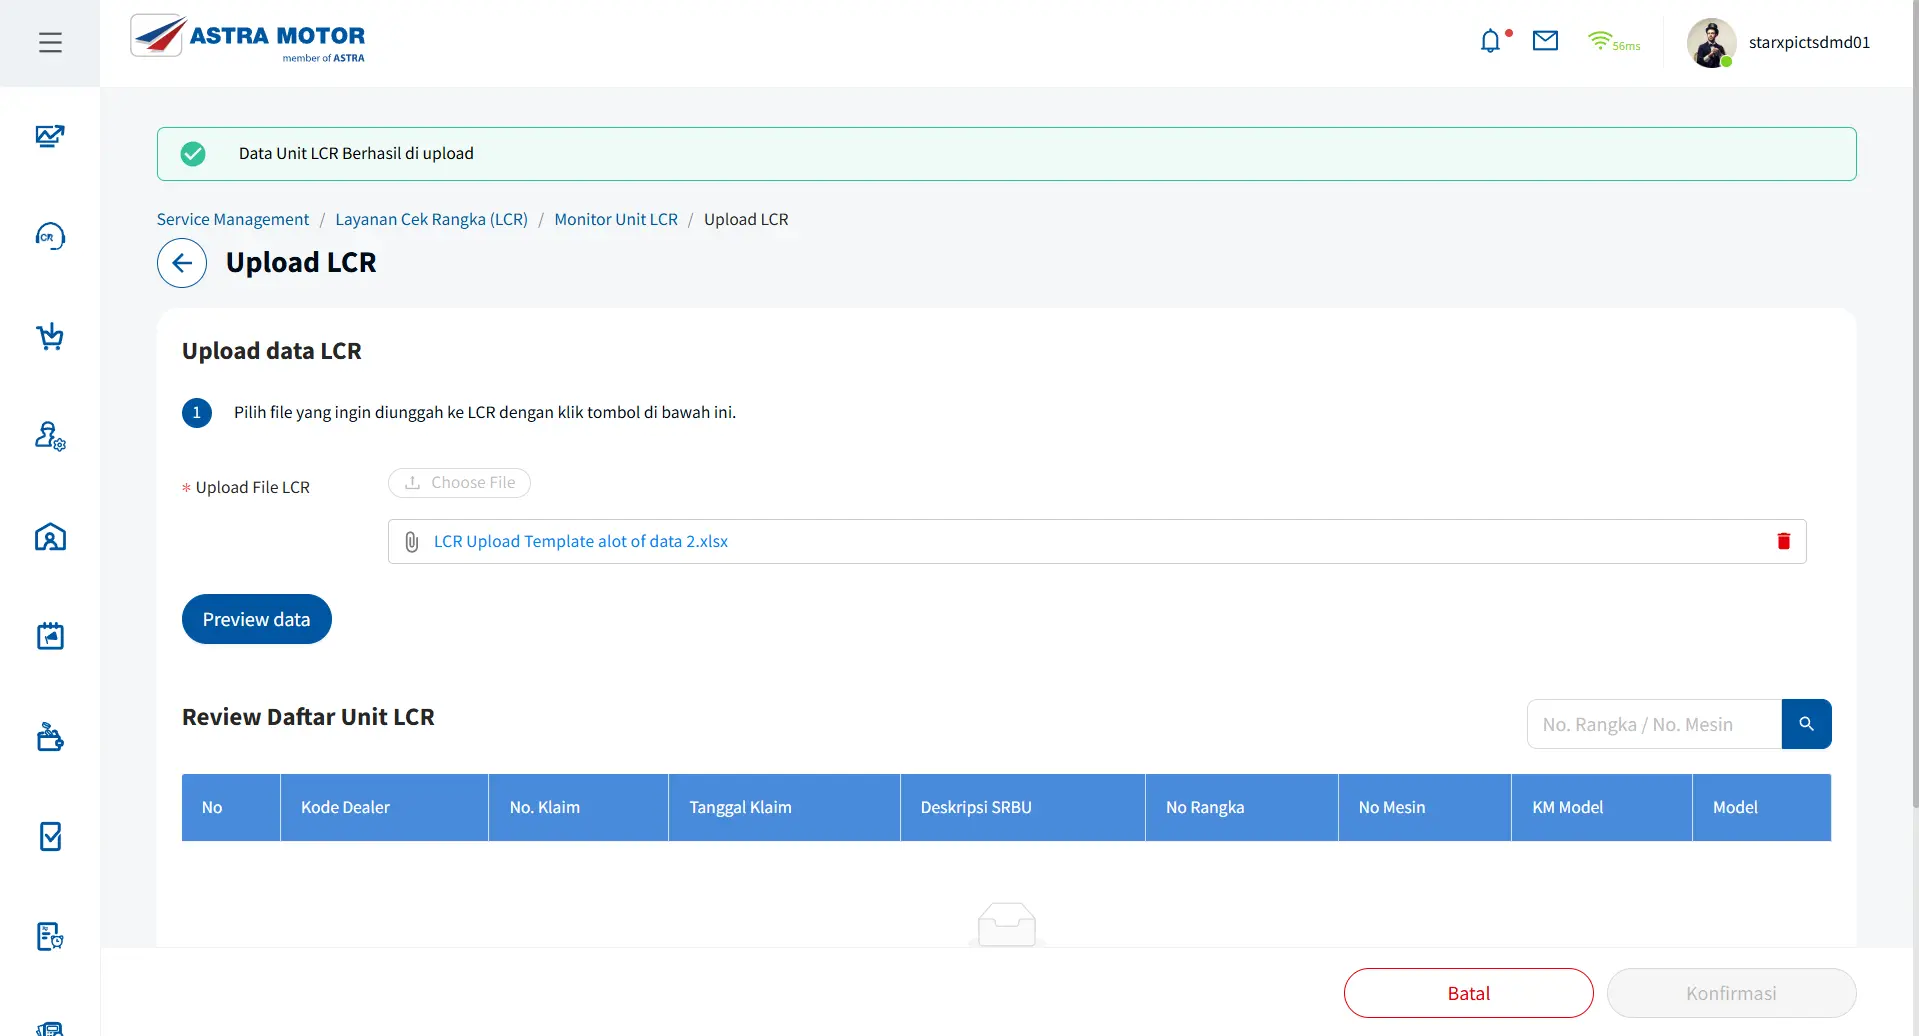 ASTRA MOTOR
member of ASTRA
56ms
starxpictsdmd01
Data Unit LCR Berhasil di upload
Service Management / Layanan Cek Rangka (LCR) / Monitor Unit LCR / Upload LCR
Upload LCR
Upload data LCR
1 Pilih file yang ingin diunggah ke LCR dengan klik tombol di bawah ini.
* Upload File LCR
Choose File
LCR Upload Template alot of data 2.xlsx
Preview data
Review Daftar Unit LCR
No. Rangka / No. Mesin
No Kode Dealer No. Klaim Tanggal Klaim Deskripsi SRBU No Rangka No Mesin KM Model Model
Batal Konfirmasi
CR